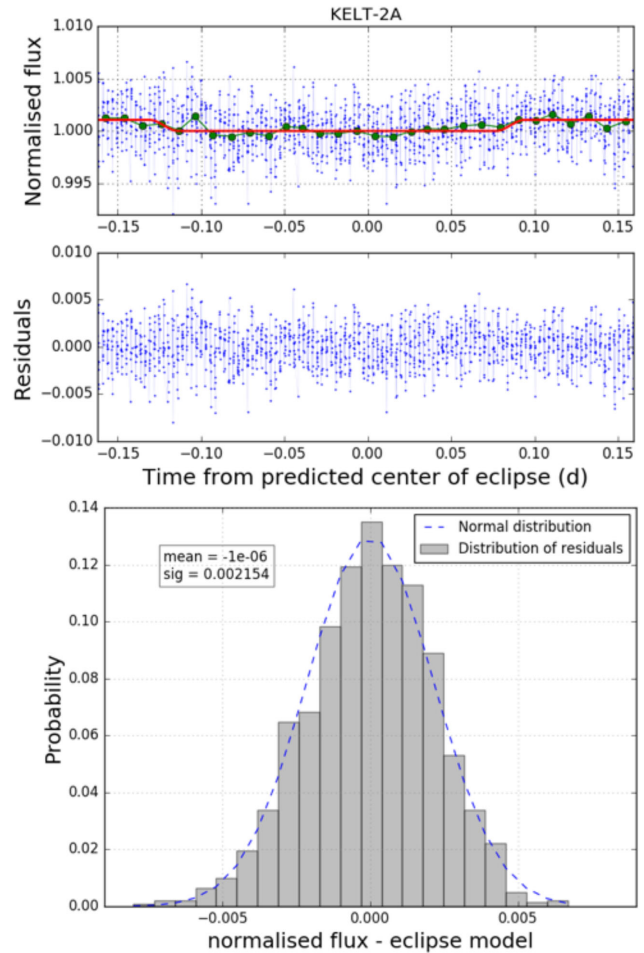 KELT-2A
1.010
1.005
1.000
0.995
Normalised flux
−0.15 −0.10 −0.05 0.00 0.05 0.10 0.15
0.010
0.005
0.000
−0.005
−0.010
Residuals
−0.15 −0.10 −0.05 0.00 0.05 0.10 0.15
Time from predicted center of eclipse (d)
0.14
0.12
0.10
0.08
0.06
0.04
0.02
0.00
Probability
mean = -1e-06
sig = 0.002154
Normal distribution
Distribution of residuals
−0.005 0.000 0.005
normalised flux - eclipse model